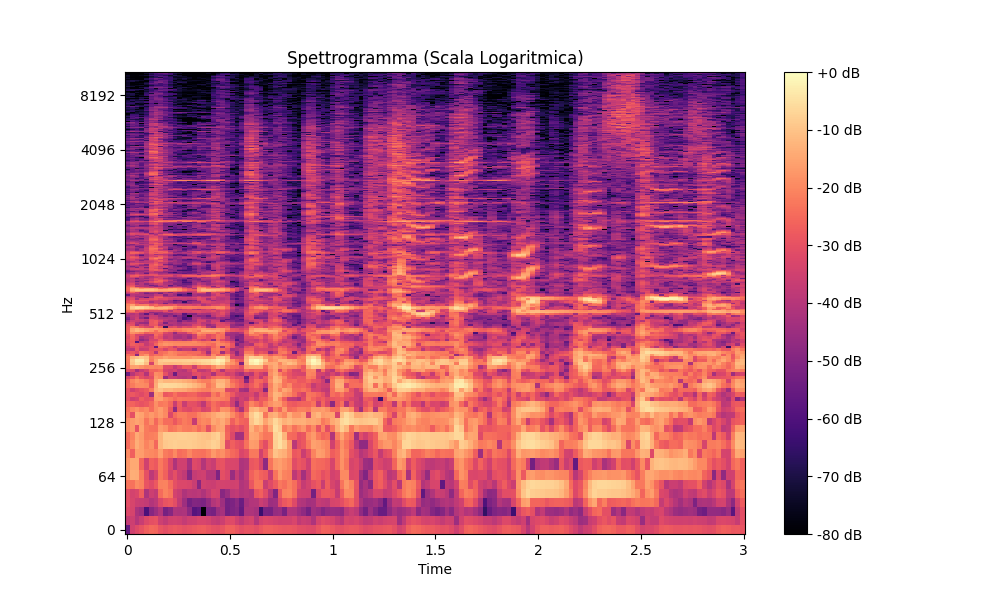 Spettrogramma (Scala Logaritmica)
8192
4096
2048
1024
512
256
128
64
0
Hz
0
0.5
1
1.5
2
2.5
3
Time
+0 dB
-10 dB
-20 dB
-30 dB
-40 dB
-50 dB
-60 dB
-70 dB
-80 dB